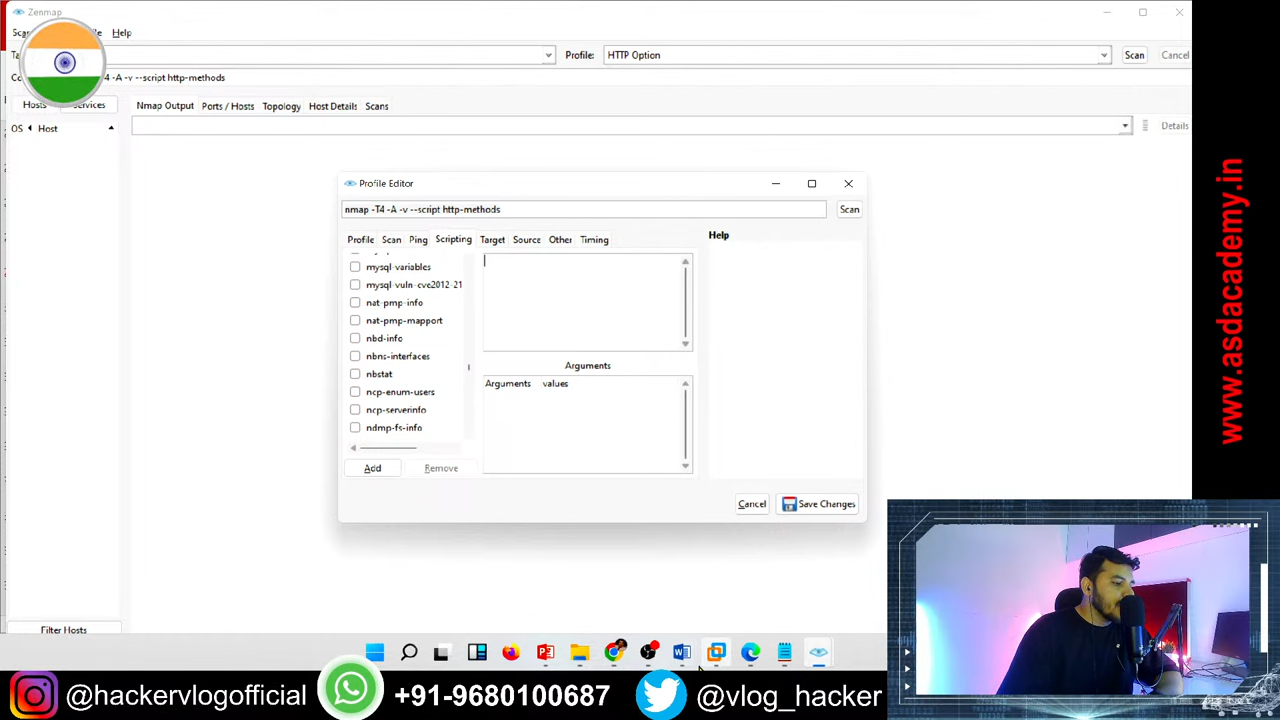 Zenmap
Help
Profile:
HTTP Option
Scan
Cancel
T4 -A -v --script http-methods
Hosts
Services
Nmap Output
Ports / Hosts
Topology
Host Details
Scans
OS
Host
Details
Profile Editor
nmap -T4 -A -v --script http-methods
Scan
Profile
Scan
Ping
Scripting
Target
Source
Other
Timing
Help
mysql-variables
mysql-vuln-cve2012-21
nat-pmp-info
nat-pmp-mapport
nbd-info
nbns-interfaces
nbstat
ncp-enum-users
ncp-serverinfo
ndmp-fs-info
Arguments
Arguments
values
Add
Remove
Cancel
Save Changes
Filter Hosts
www.asdacademy.in
@hackervlogofficial
+91-9680100687
@vlog_hacker